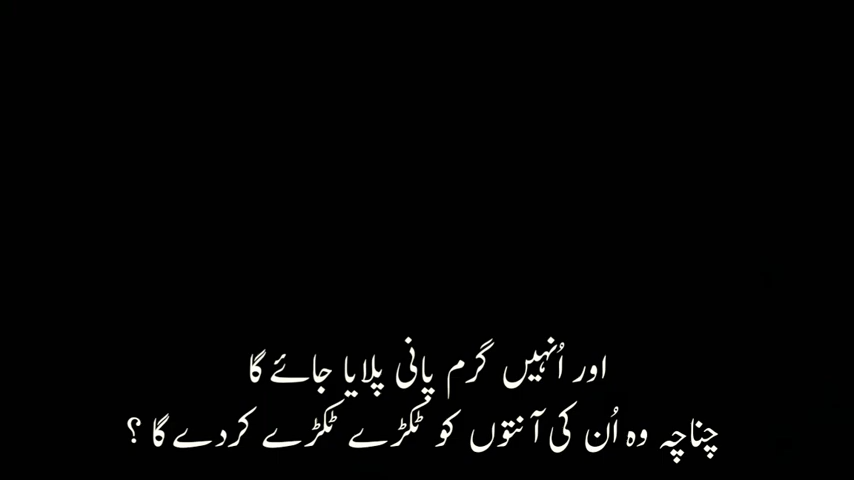 اور اُنہیں گرم پانی پلایا جائے گا
چناچہ وہ اُن کی آنتوں کو ٹکڑے ٹکڑے کردے گا ؟